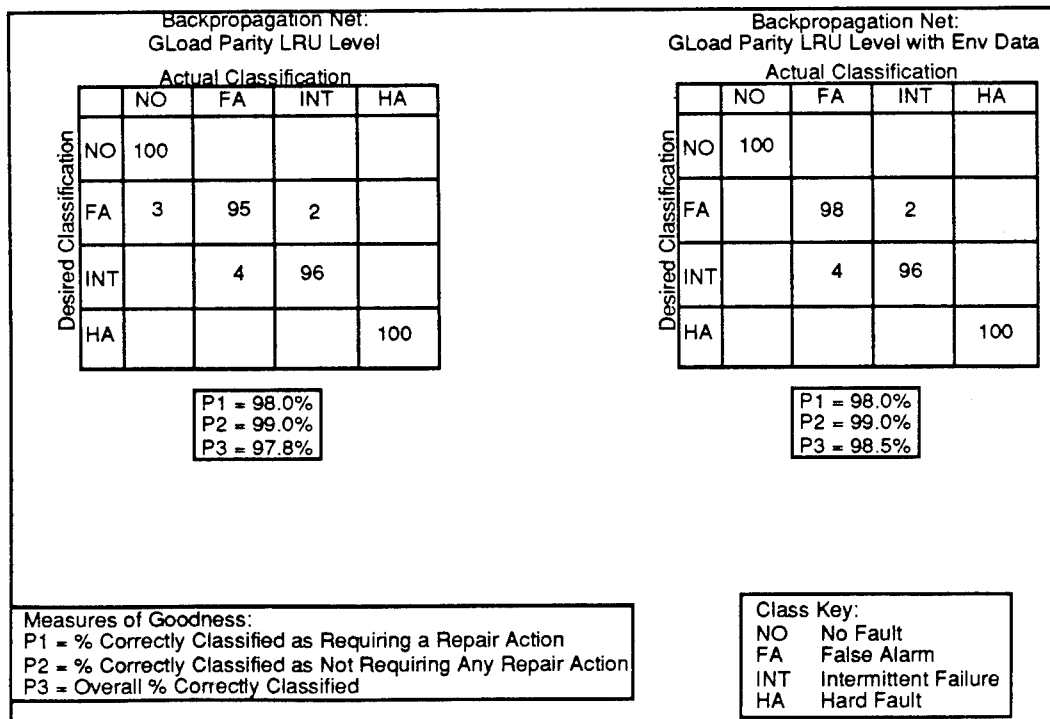 Backpropagation Net:
GLoad Parity LRU Level
Actual Classification
NO FA INT HA
Desired Classification
NO 100
FA 3 95 2
INT 4 96
HA 100
P1 = 98.0%
P2 = 99.0%
P3 = 97.8%
Backpropagation Net:
GLoad Parity LRU Level with Env Data
Actual Classification
NO FA INT HA
Desired Classification
NO 100
FA 98 2
INT 4 96
HA 100
P1 = 98.0%
P2 = 99.0%
P3 = 98.5%
Measures of Goodness:
P1 = % Correctly Classified as Requiring a Repair Action
P2 = % Correctly Classified as Not Requiring Any Repair Action
P3 = Overall % Correctly Classified
Class Key:
NO No Fault
FA False Alarm
INT Intermittent Failure
HA Hard Fault